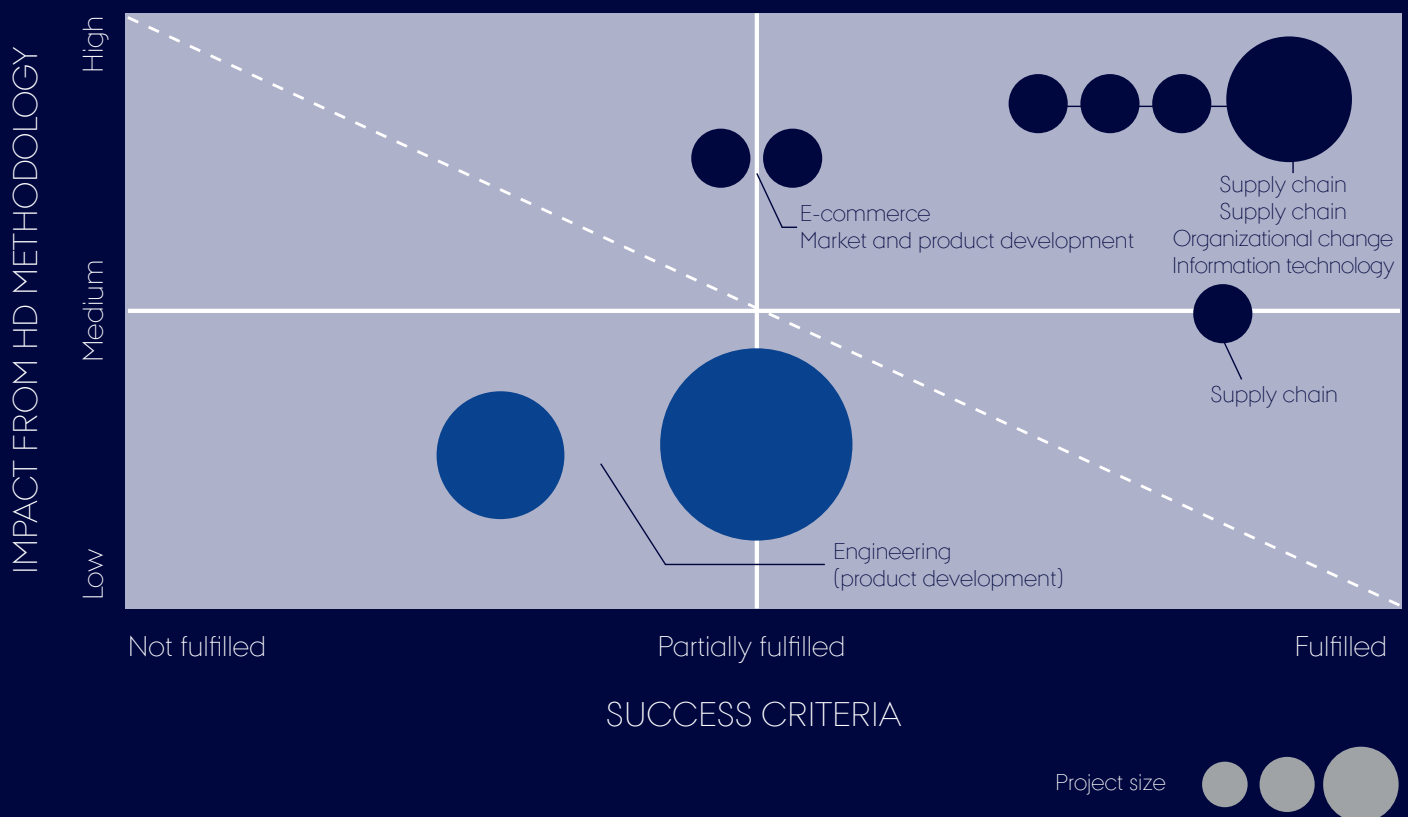 IMPACT FROM HD METHODOLOGY
High
Medium
Low
Supply chain
Supply chain
Organizational change
Information technology
E-commerce
Market and product development
Supply chain
Engineering
(product development)
Not fulfilled
Partially fulfilled
Fulfilled
SUCCESS CRITERIA
Project size